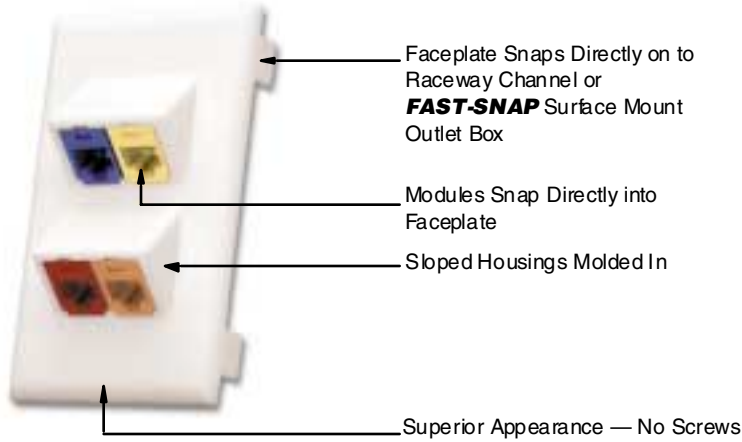 Faceplate Snaps Directly on to
Raceway Channel or
FAST-SNAP Surface Mount
Outlet Box
Modules Snap Directly into
Faceplate
Sloped Housings Molded In
Superior Appearance — No Screws